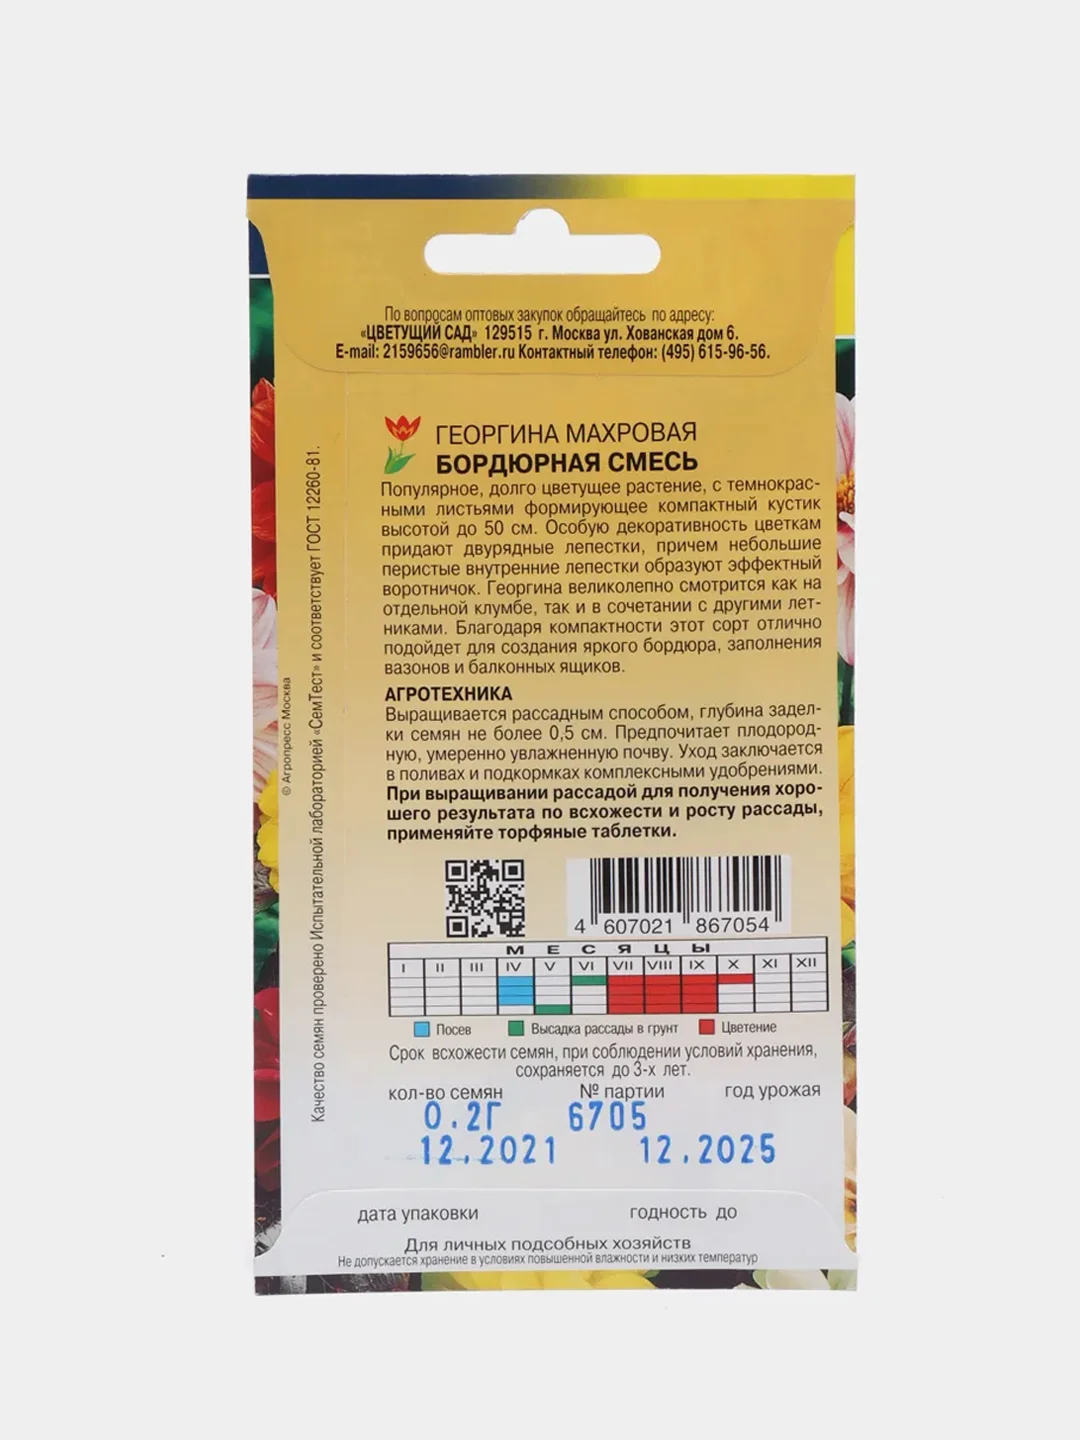 По вопросам оптовых закупок обращайтесь по адресу:
«ЦВЕТУЩИЙ САД» 129515 г. Москва ул. Хованская дом 6.
E-mail: 2159656@rambler.ru Контактный телефон: (495) 615-96-56.
ГЕОРГИНА МАХРОВАЯ
БОРДЮРНАЯ СМЕСЬ
Популярное, долго цветущее растение, с темнокрас-
ными листьями формирующее компактный кустик
высотой до 50 см. Особую декоративность цветкам
придают двурядные лепестки, причем небольшие
перистые внутренние лепестки образуют эффектный
воротничок. Георгина великолепно смотрится как на
отдельной клумбе, так и в сочетании с другими лет-
никами. Благодаря компактности этот сорт отлично
подойдет для создания яркого бордюра, заполнения
вазонов и балконных ящиков.
АГРОТЕХНИКА
Выращивается рассадным способом, глубина задел-
ки семян не более 0,5 см. Предпочитает плодород-
ную, умеренно увлажненную почву. Уход заключается
в поливах и подкормках комплексными удобрениями.
При выращивании рассадой для получения хоро-
шего результата по всхожести и росту рассады,
применяйте торфяные таблетки.
4 607021 867054
МЕСЯЦЫ
I II III IV V VI VII VIII IX X XI XII
Посев Высадка рассады в грунт Цветение
Срок всхожести семян, при соблюдении условий хранения,
сохраняется до 3-х лет.
кол-во семян № партии год урожая
0.2Г 6705
12.2021 12.2025
дата упаковки годность до
Для личных подсобных хозяйств
Не допускается хранение в условиях повышенной влажности и низких температур
Качество семян проверено Испытательной лабораторией «СемТест» и соответствует ГОСТ 12260-81.
© Агропресс Москва